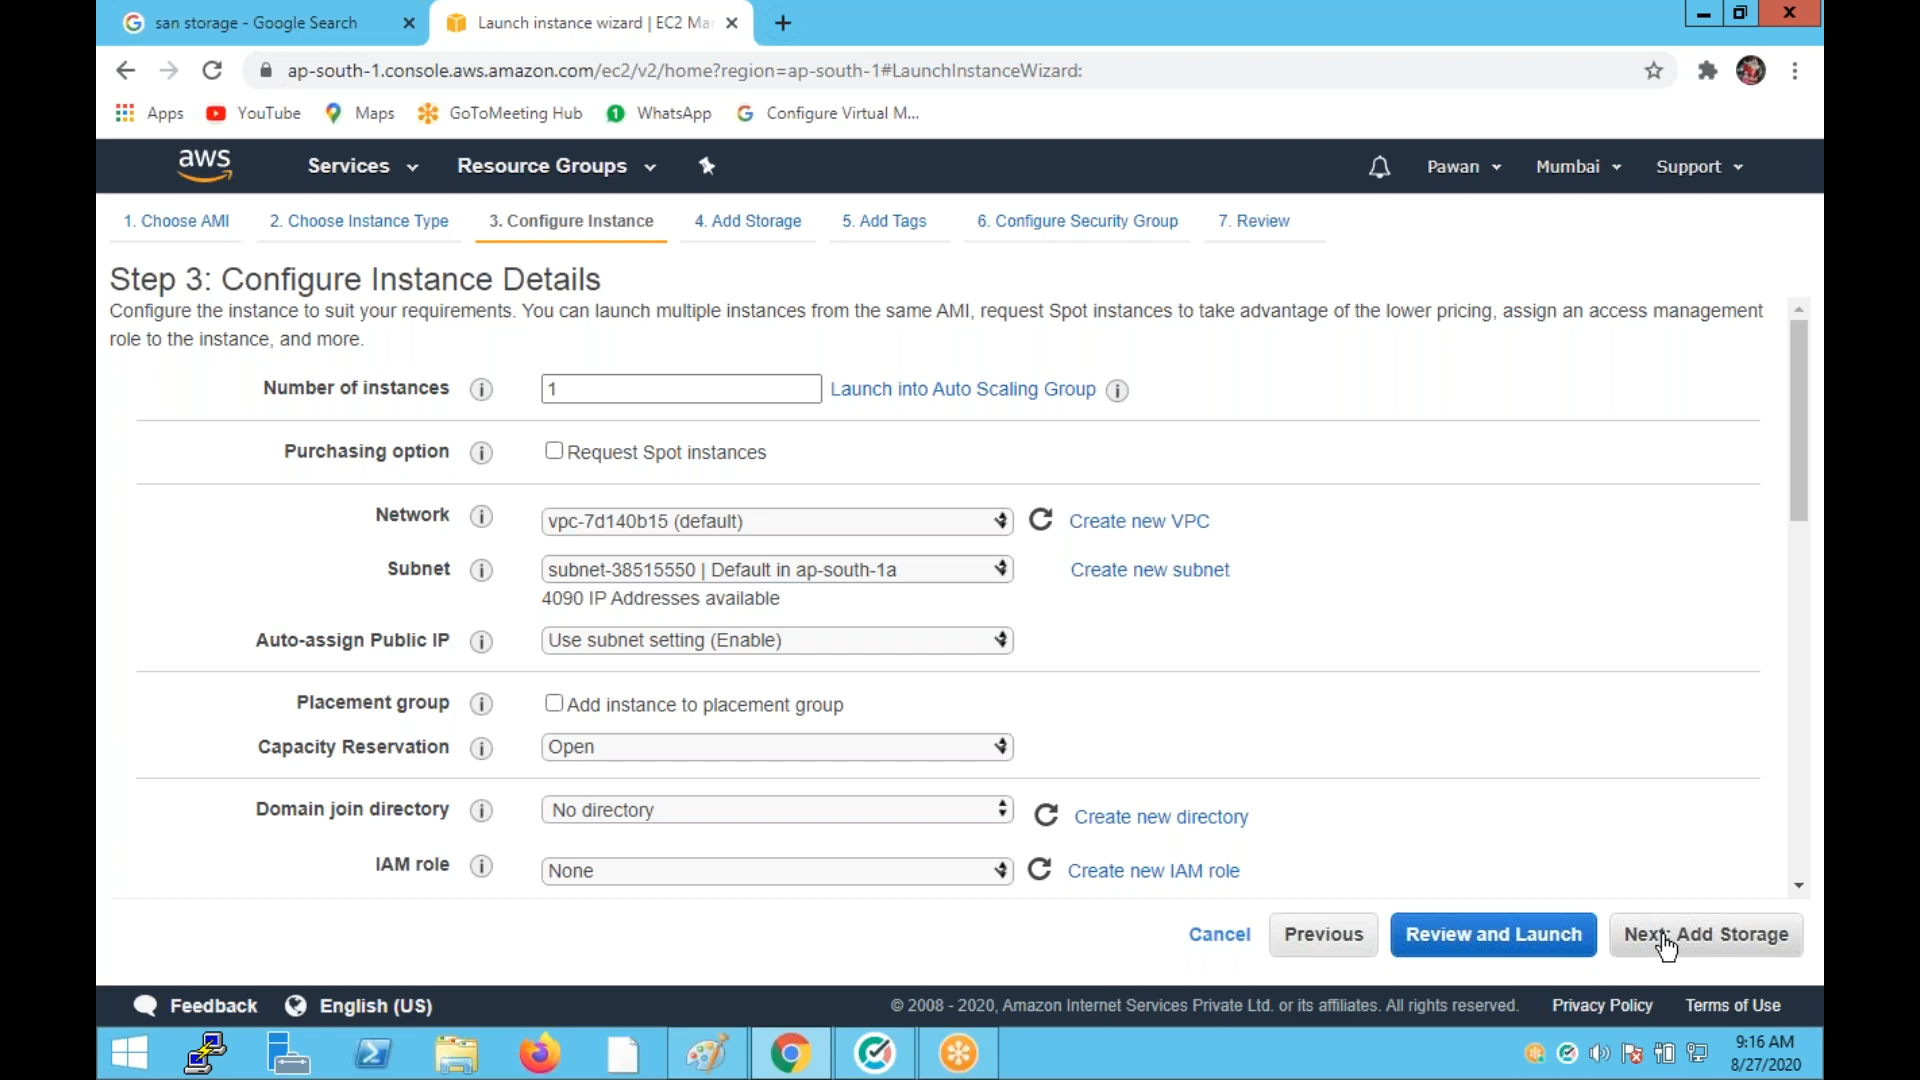 san storage - Google Search
Launch instance wizard | EC2 Ma
ap-south-1.console.aws.amazon.com/ec2/v2/home?region=ap-south-1#LaunchInstanceWizard:
Apps YouTube Maps GoToMeeting Hub 1 WhatsApp Configure Virtual M...
aws Services Resource Groups Pawan Mumbai Support
1. Choose AMI 2. Choose Instance Type 3. Configure Instance 4. Add Storage 5. Add Tags 6. Configure Security Group 7. Review
Step 3: Configure Instance Details
Configure the instance to suit your requirements. You can launch multiple instances from the same AMI, request Spot instances to take advantage of the lower pricing, assign an access management
role to the instance, and more.
Number of instances i 1 Launch into Auto Scaling Group i
Purchasing option i Request Spot instances
Network i vpc-7d140b15 (default) Create new VPC
Subnet i subnet-38515550 | Default in ap-south-1a Create new subnet
4090 IP Addresses available
Auto-assign Public IP i Use subnet setting (Enable)
Placement group i Add instance to placement group
Capacity Reservation i Open
Domain join directory i No directory Create new directory
IAM role i None Create new IAM role
Cancel Previous Review and Launch Next: Add Storage
Feedback English (US) © 2008 - 2020, Amazon Internet Services Private Ltd. or its affiliates. All rights reserved. Privacy Policy Terms of Use
9:16 AM
8/27/2020